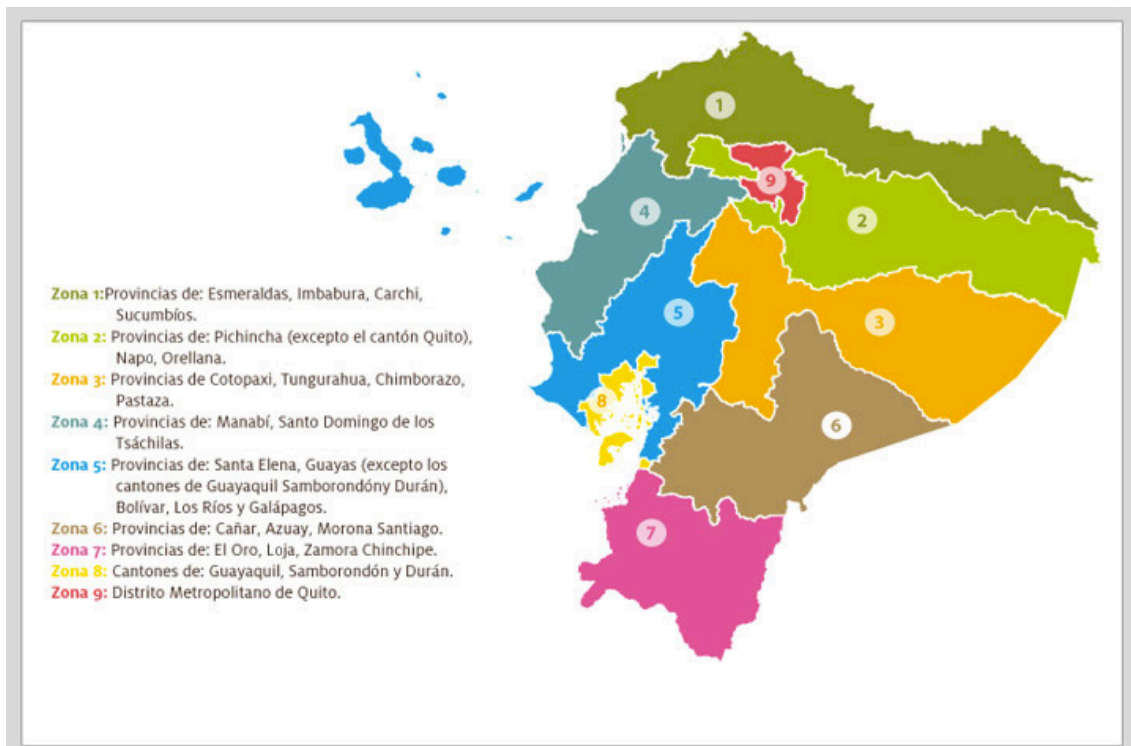 1
9
2
4
5
3
8
6
7
Zona 1:Provincias de: Esmeraldas, Imbabura, Carchi,
Sucumbíos.
Zona 2: Provincias de: Pichincha (excepto el cantón Quito),
Napo, Orellana.
Zona 3: Provincias de Cotopaxi, Tungurahua, Chimborazo,
Pastaza.
Zona 4: Provincias de: Manabí, Santo Domingo de los
Tsáchilas.
Zona 5: Provincias de: Santa Elena, Guayas (excepto los
cantones de Guayaquil Samborondóny Durán),
Bolívar, Los Ríos y Galápagos.
Zona 6: Provincias de: Cañar, Azuay, Morona Santiago.
Zona 7: Provincias de: El Oro, Loja, Zamora Chinchipe.
Zona 8: Cantones de: Guayaquil, Samborondón y Durán.
Zona 9: Distrito Metropolitano de Quito.